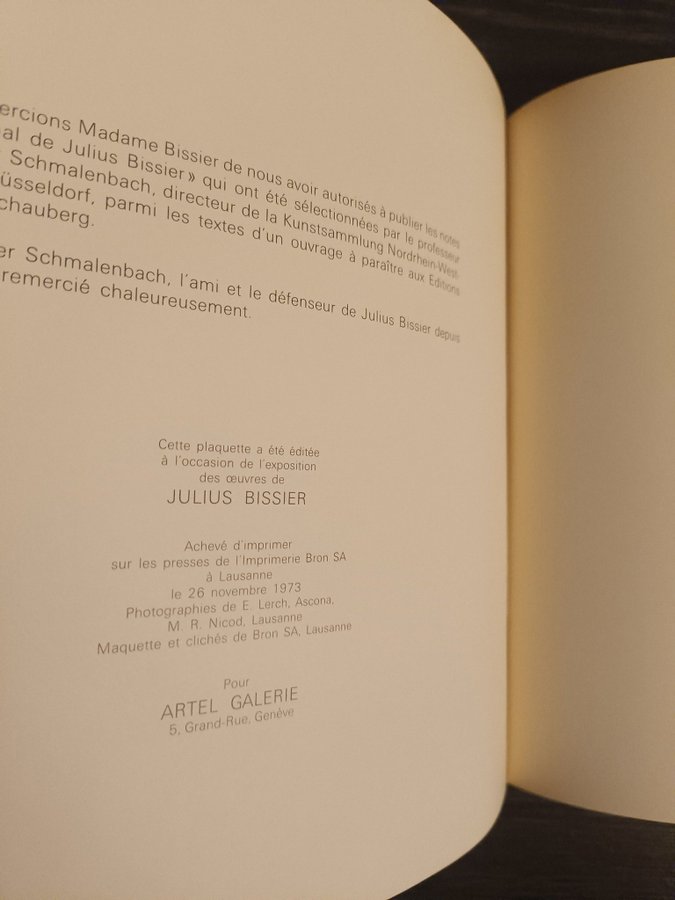 ercions Madame Bissier de nous avoir autorisés à publier les notes
al de Julius Bissier» qui ont été sélectionnées par le professeur
Schmalenbach, directeur de la Kunstsammlung Nordrhein-West-
üsseldorf, parmi les textes d'un ouvrage à paraître aux Editions
chauberg.
er Schmalenbach, l'ami et le défenseur de Julius Bissier depuis
remercié chaleureusement.
Cette plaquette a été éditée
à l'occasion de l'exposition
des œuvres de
JULIUS BISSIER
Achevé d'imprimer
sur les presses de l'Imprimerie Bron SA
à Lausanne
le 26 novembre 1973
Photographies de E. Lerch, Ascona,
M. R. Nicod, Lausanne
Maquette et clichés de Bron SA, Lausanne
Pour
ARTEL GALERIE
5, Grand-Rue, Genève